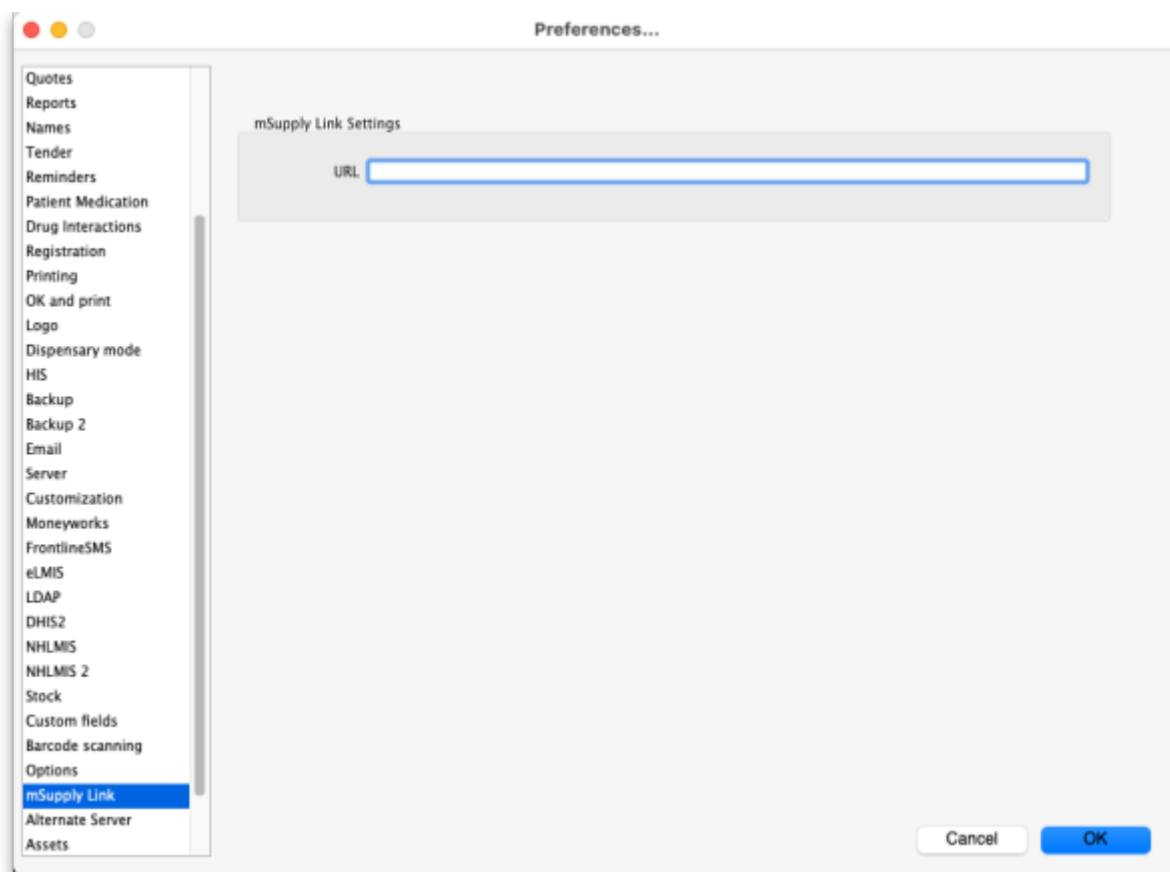 Preferences...
Quotes
Reports
Names
Tender
Reminders
Patient Medication
Drug Interactions
Registration
Printing
OK and print
Logo
Dispensary mode
HIS
Backup
Backup 2
Email
Server
Customization
Moneyworks
FrontlineSMS
eLMIS
LDAP
DHIS2
NHLMIS
NHLMIS 2
Stock
Custom fields
Barcode scanning
Options
mSupply Link
Alternate Server
Assets
mSupply Link Settings
URL
Cancel
OK